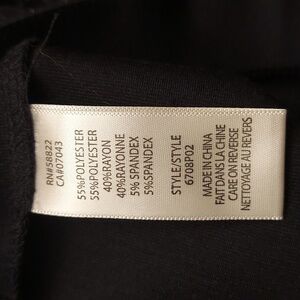 RN#58822
CA#07043
55%POLYESTER
55%POLYESTER
40%RAYON
40%RAYONNE
5% SPANDEX
5% SPANDEX
STYLE/STYLE
6708P02
MADE IN CHINA
FAIT DANS LA CHINE
CARE ON REVERSE
NETTOYAGE AU REVERS